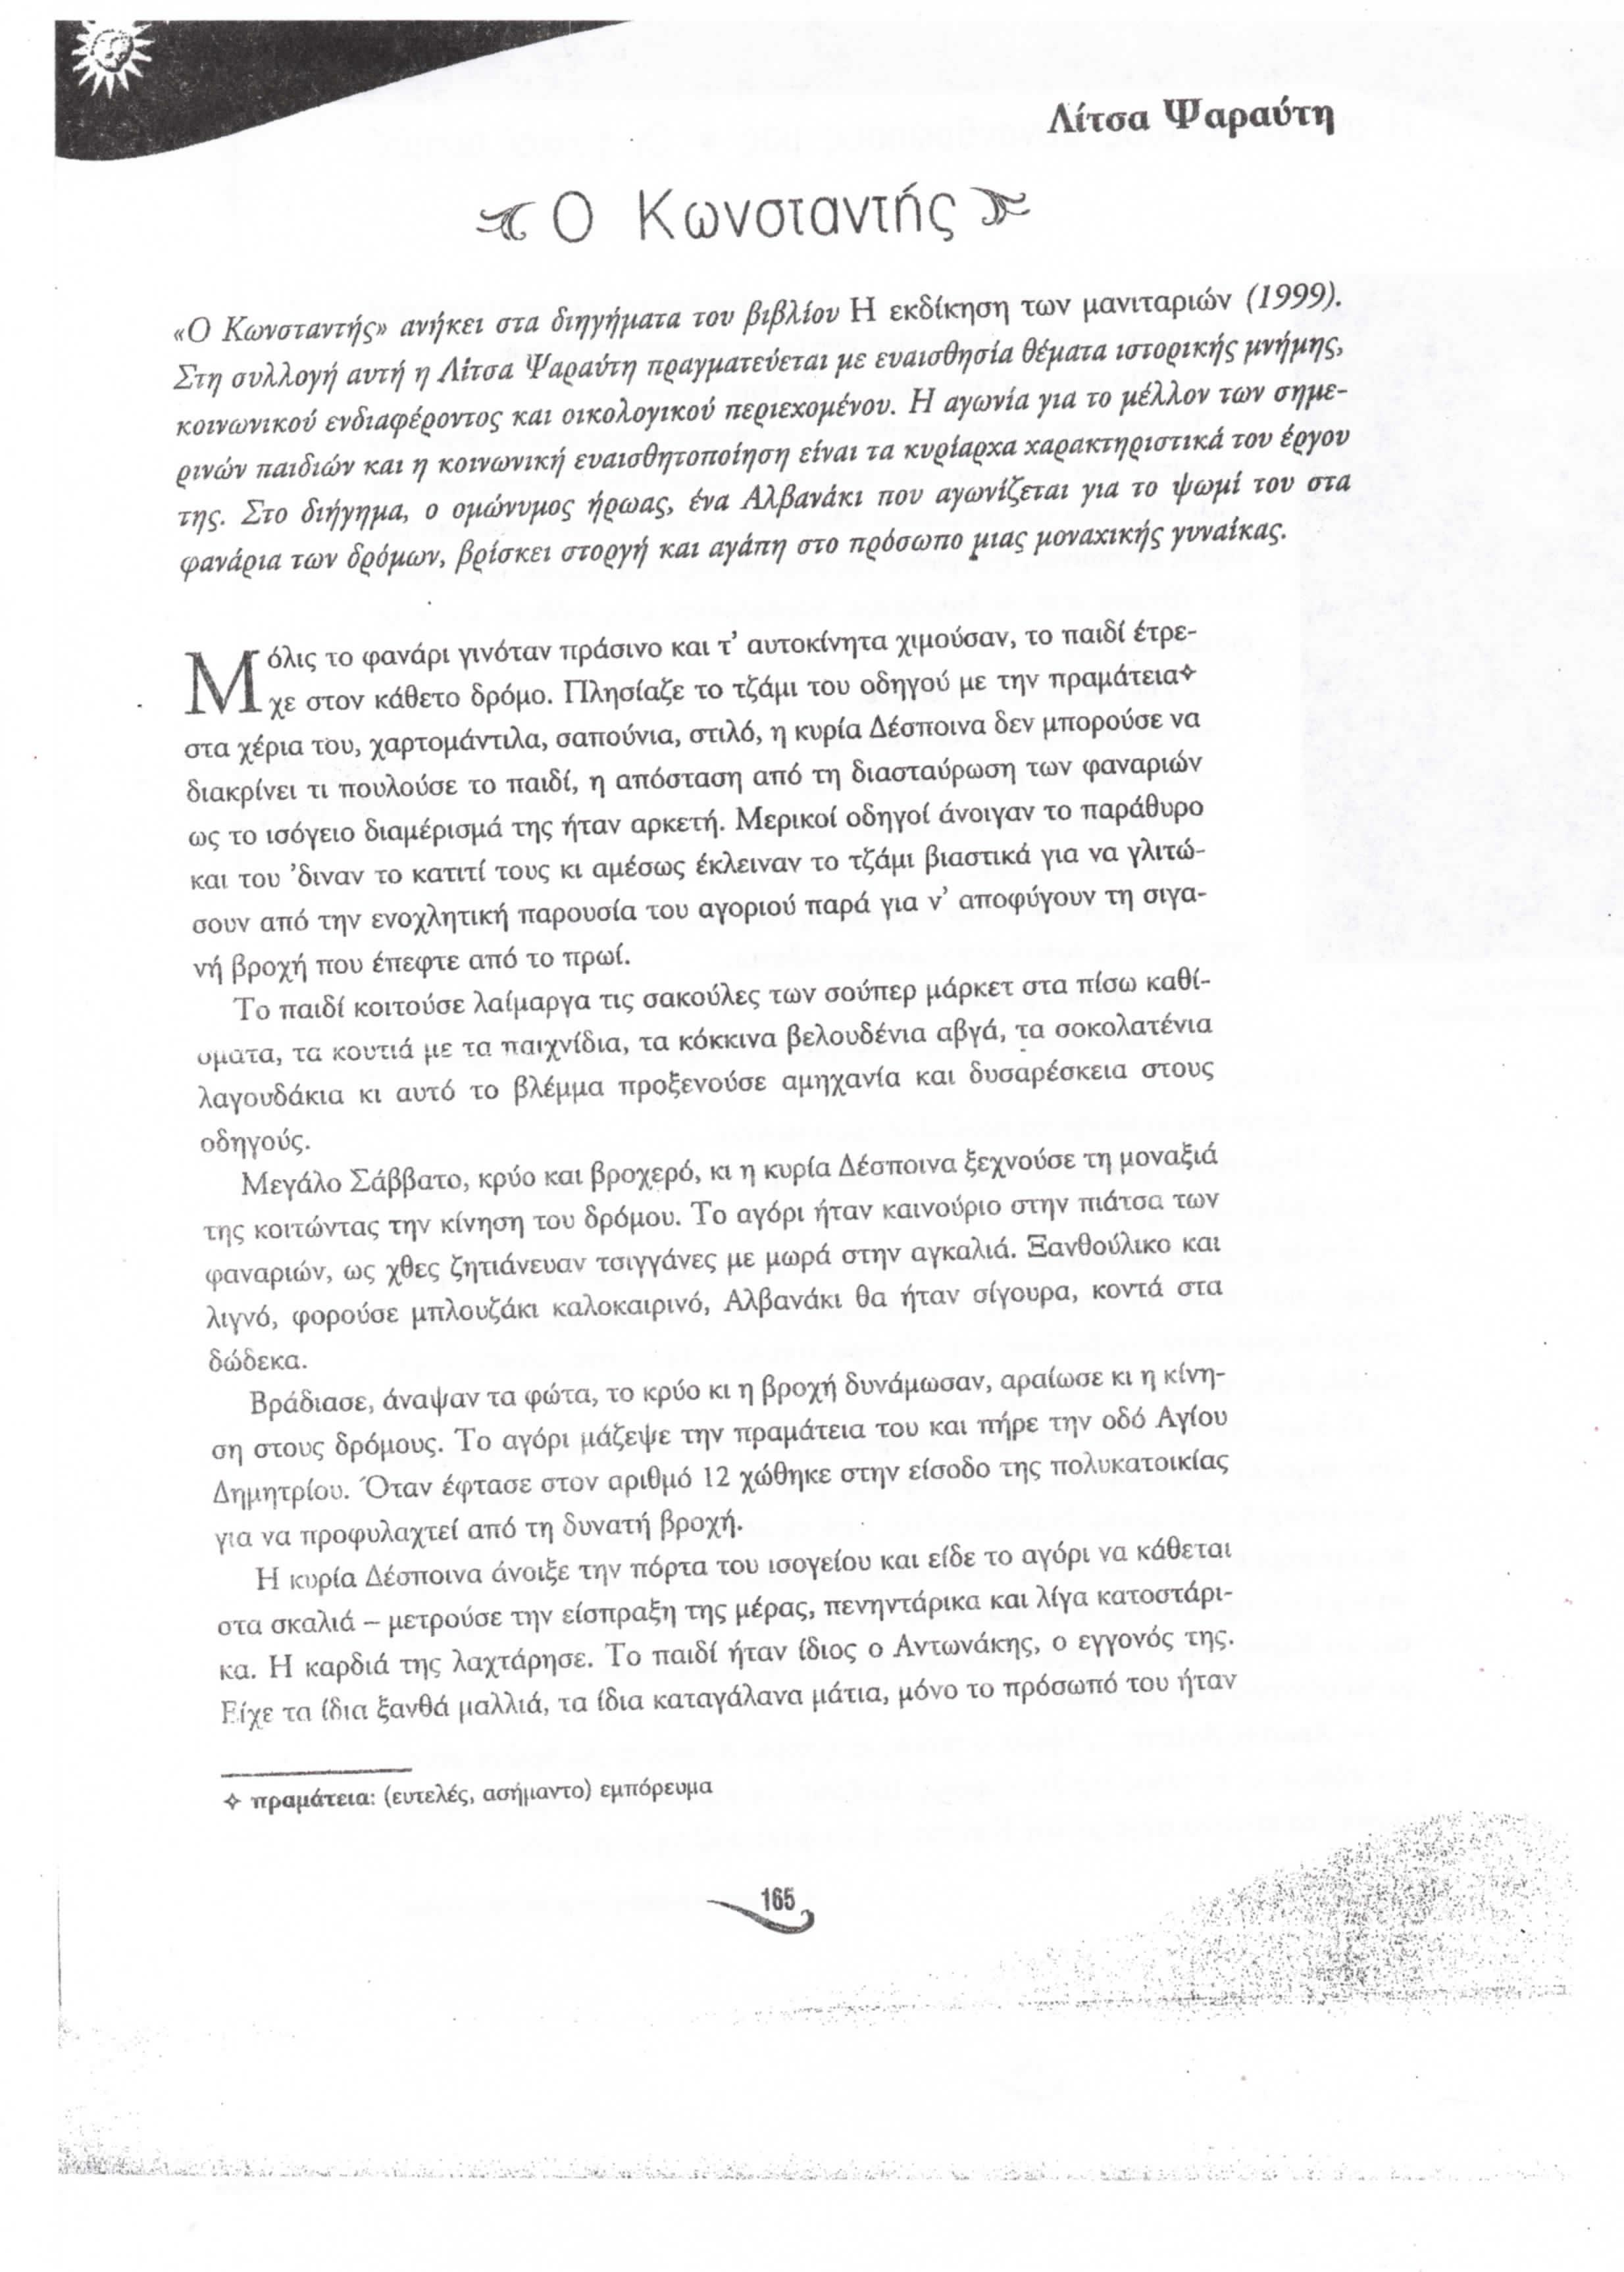 Λίτσα Ψαραύτη
Ο Κωνσταντής
«Ο Κωνσταντής» ανήκει στα διηγήματα του βιβλίου Η εκδίκηση των μανιταριών (1999).
Στη συλλογή αυτή η Λίτσα Ψαραύτη πραγματεύεται με ευαισθησία θέματα ιστορικής μνήμης,
κοινωνικού ενδιαφέροντος και οικολογικού περιεχομένου. Η αγωνία για το μέλλον των σημε-
ρινών παιδιών και η κοινωνική ευαισθητοποίηση είναι τα κυρίαρχα χαρακτηριστικά του έργου
της. Στο διήγημα, ο ομώνυμος ήρωας, ένα Αλβανάκι που αγωνίζεται για το ψωμί του στα
φανάρια των δρόμων, βρίσκει στοργή και αγάπη στο πρόσωπο μιας μοναχικής γυναίκας.
Μόλις το φανάρι γινόταν πράσινο και τ’ αυτοκίνητα χιμούσαν, το παιδί έτρε-
χε στον κάθετο δρόμο. Πλησίαζε το τζάμι του οδηγού με την πραμάτεια✧
στα χέρια του, χαρτομάντιλα, σαπούνια, στιλό, η κυρία Δέσποινα δεν μπορούσε να
διακρίνει τι πουλούσε το παιδί, η απόσταση από τη διασταύρωση των φαναριών
ως το ισόγειο διαμέρισμά της ήταν αρκετή. Μερικοί οδηγοί άνοιγαν το παράθυρο
και του ’διναν το κατιτί τους κι αμέσως έκλειναν το τζάμι βιαστικά για να γλιτώ-
σουν από την ενοχλητική παρουσία του αγοριού παρά για ν’ αποφύγουν τη σιγα-
νή βροχή που έπεφτε από το πρωί.
Το παιδί κοιτούσε λαίμαργα τις σακούλες των σούπερ μάρκετ στα πίσω καθί-
σματα, τα κουτιά με τα παιχνίδια, τα κόκκινα βελουδένια αβγά, τα σοκολατένια
λαγουδάκια κι αυτό το βλέμμα προξενούσε αμηχανία και δυσαρέσκεια στους
οδηγούς.
Μεγάλο Σάββατο, κρύο και βροχερό, κι η κυρία Δέσποινα ξεχνούσε τη μοναξιά
της κοιτώντας την κίνηση του δρόμου. Το αγόρι ήταν καινούριο στην πιάτσα των
φαναριών, ως χθες ζητιάνευαν τσιγγάνες με μωρά στην αγκαλιά. Ξανθούλικο και
λιγνό, φορούσε μπλουζάκι καλοκαιρινό, Αλβανάκι θα ήταν σίγουρα, κοντά στα
δώδεκα.
Βράδιασε, άναψαν τα φώτα, το κρύο κι η βροχή δυνάμωσαν, αραίωσε κι η κίνη-
ση στους δρόμους. Το αγόρι μάζεψε την πραμάτεια του και πήρε την οδό Αγίου
Δημητρίου. Όταν έφτασε στον αριθμό 12 χώθηκε στην είσοδο της πολυκατοικίας
για να προφυλαχτεί από τη δυνατή βροχή.
Η κυρία Δέσποινα άνοιξε την πόρτα του ισογείου και είδε το αγόρι να κάθεται
στα σκαλιά – μετρούσε την είσπραξη της μέρας, πενηντάρικα και λίγα κατοστάρι-
κα. Η καρδιά της λαχτάρησε. Το παιδί ήταν ίδιος ο Αντωνάκης, ο εγγονός της.
Είχε τα ίδια ξανθά μαλλιά, τα ίδια καταγάλανα μάτια, μόνο το πρόσωπό του ήταν
✧ πραμάτεια: (ευτελές, ασήμαντο) εμπόρευμα
165